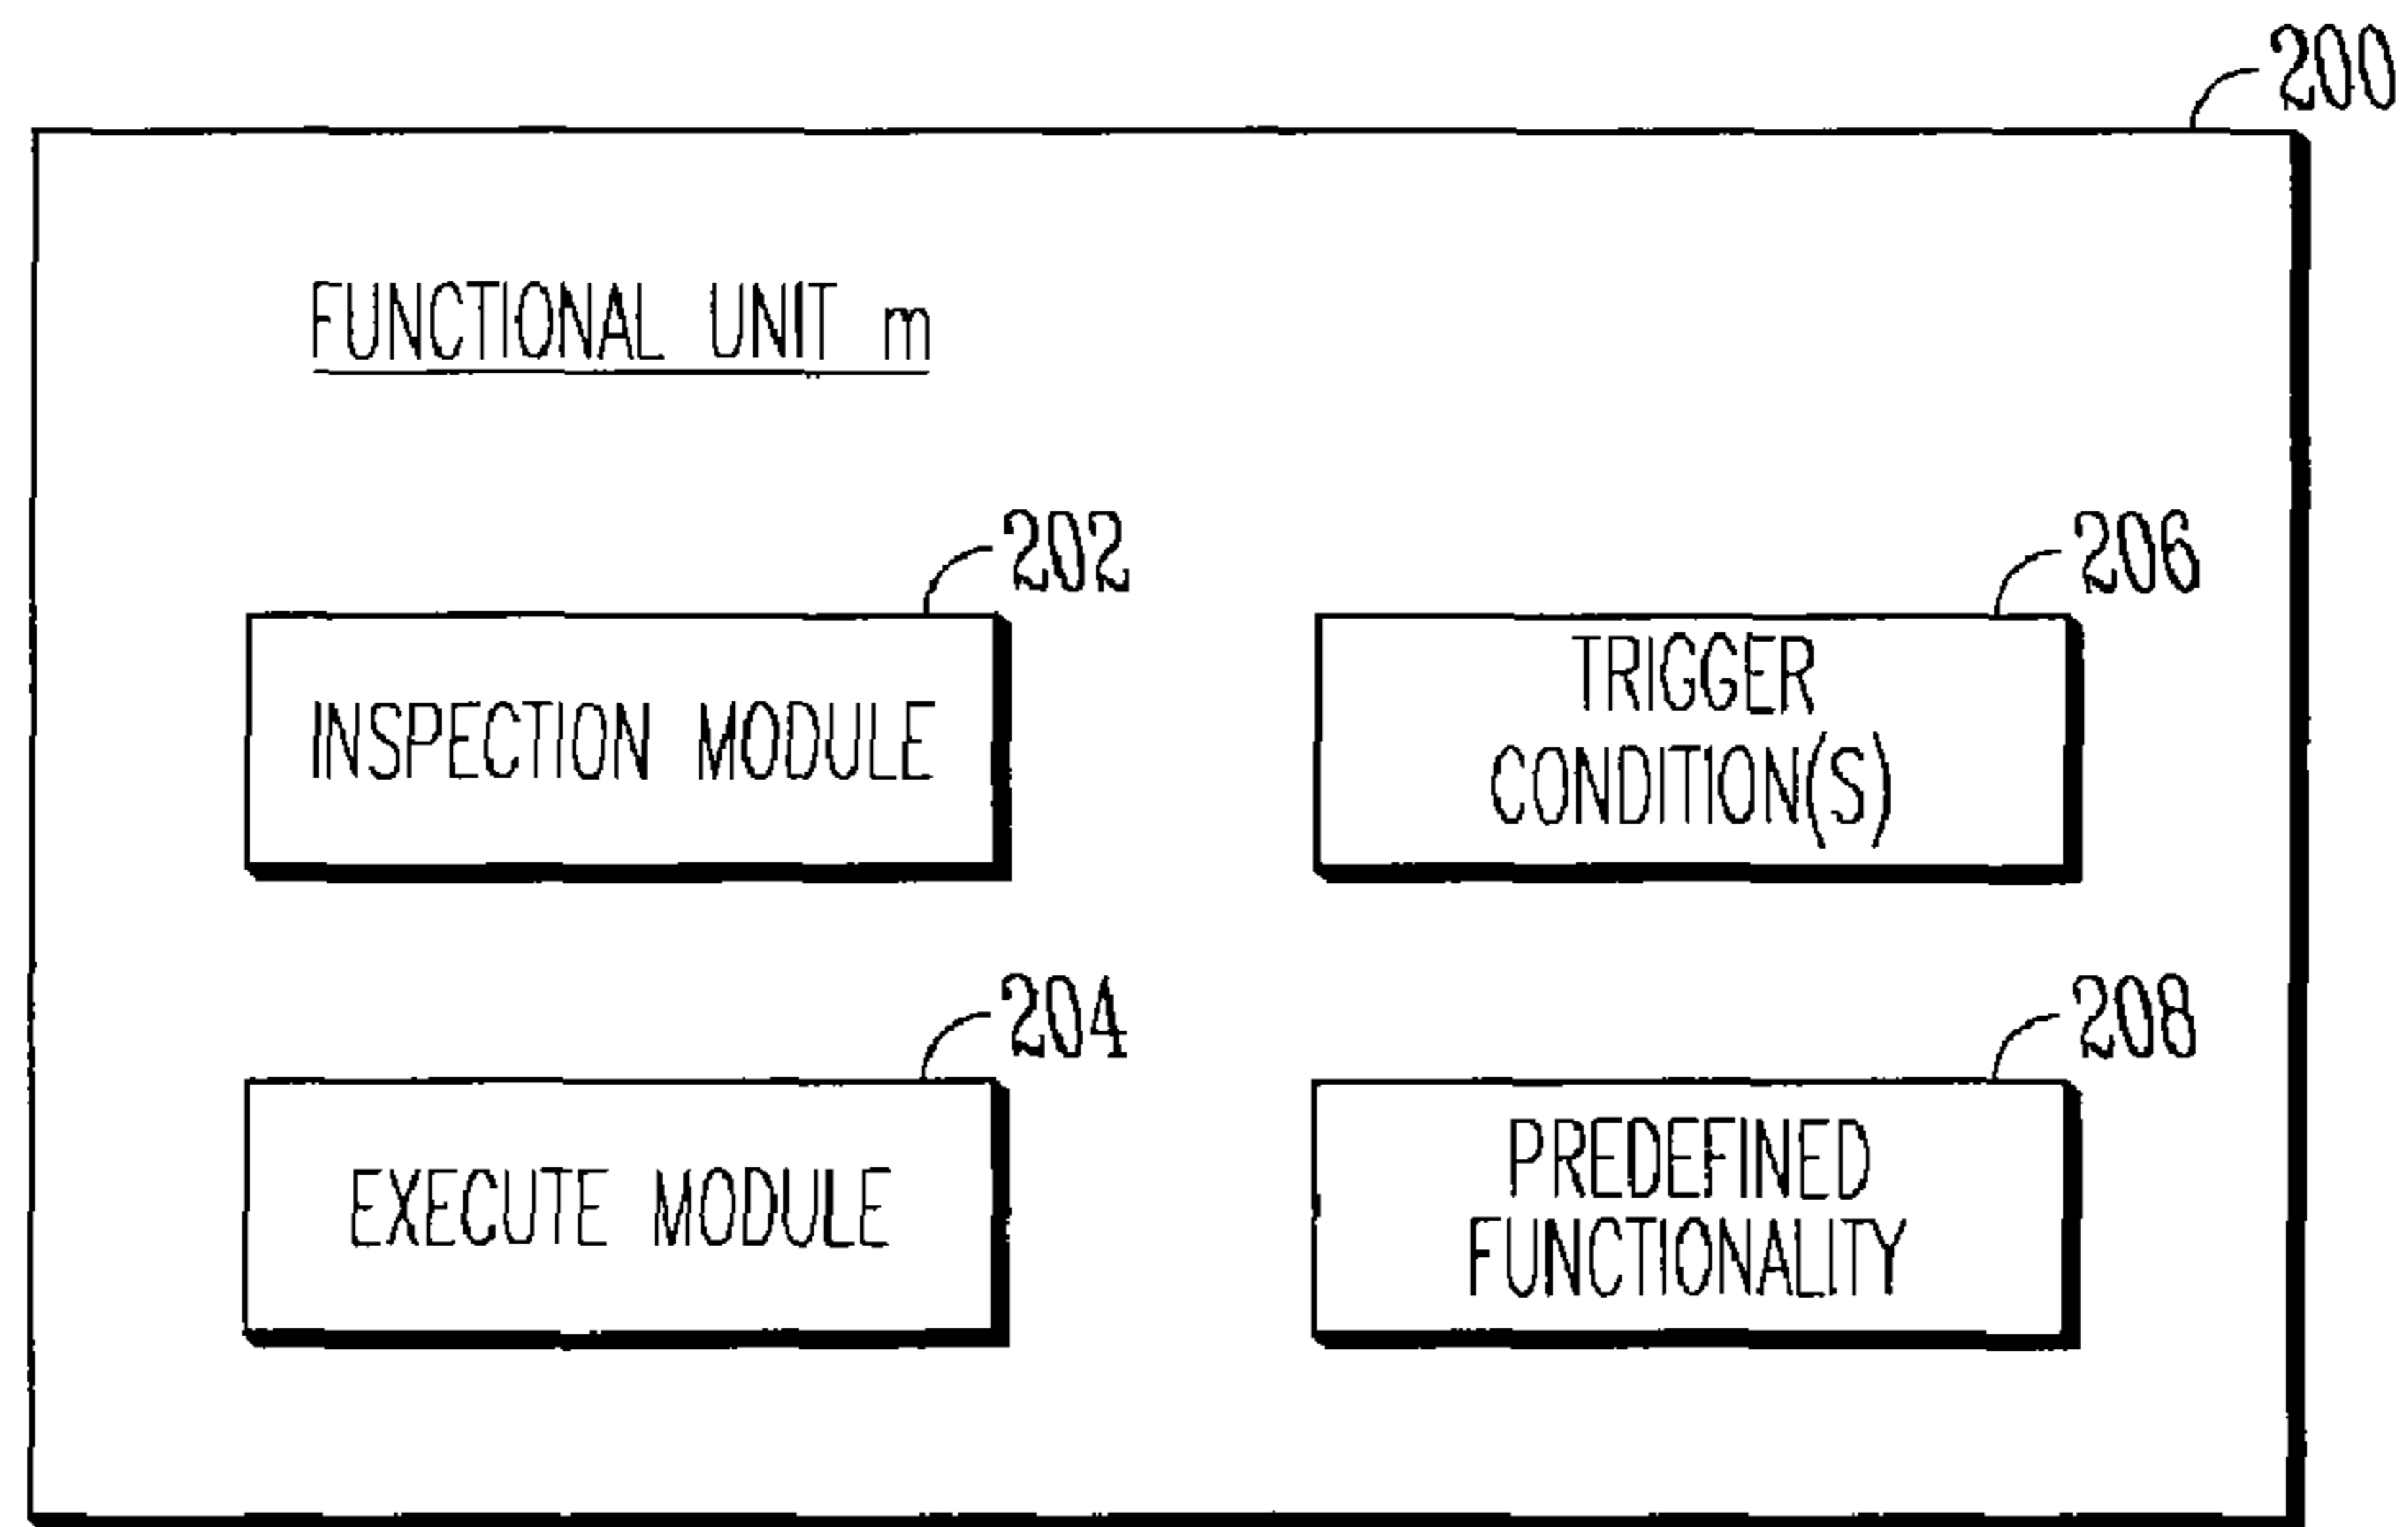 200
FUNCTIONAL UNIT m
202
INSPECTION MODULE
206
TRIGGER
CONDITION(S)
204
EXECUTE MODULE
208
PREDEFINED
FUNCTIONALITY